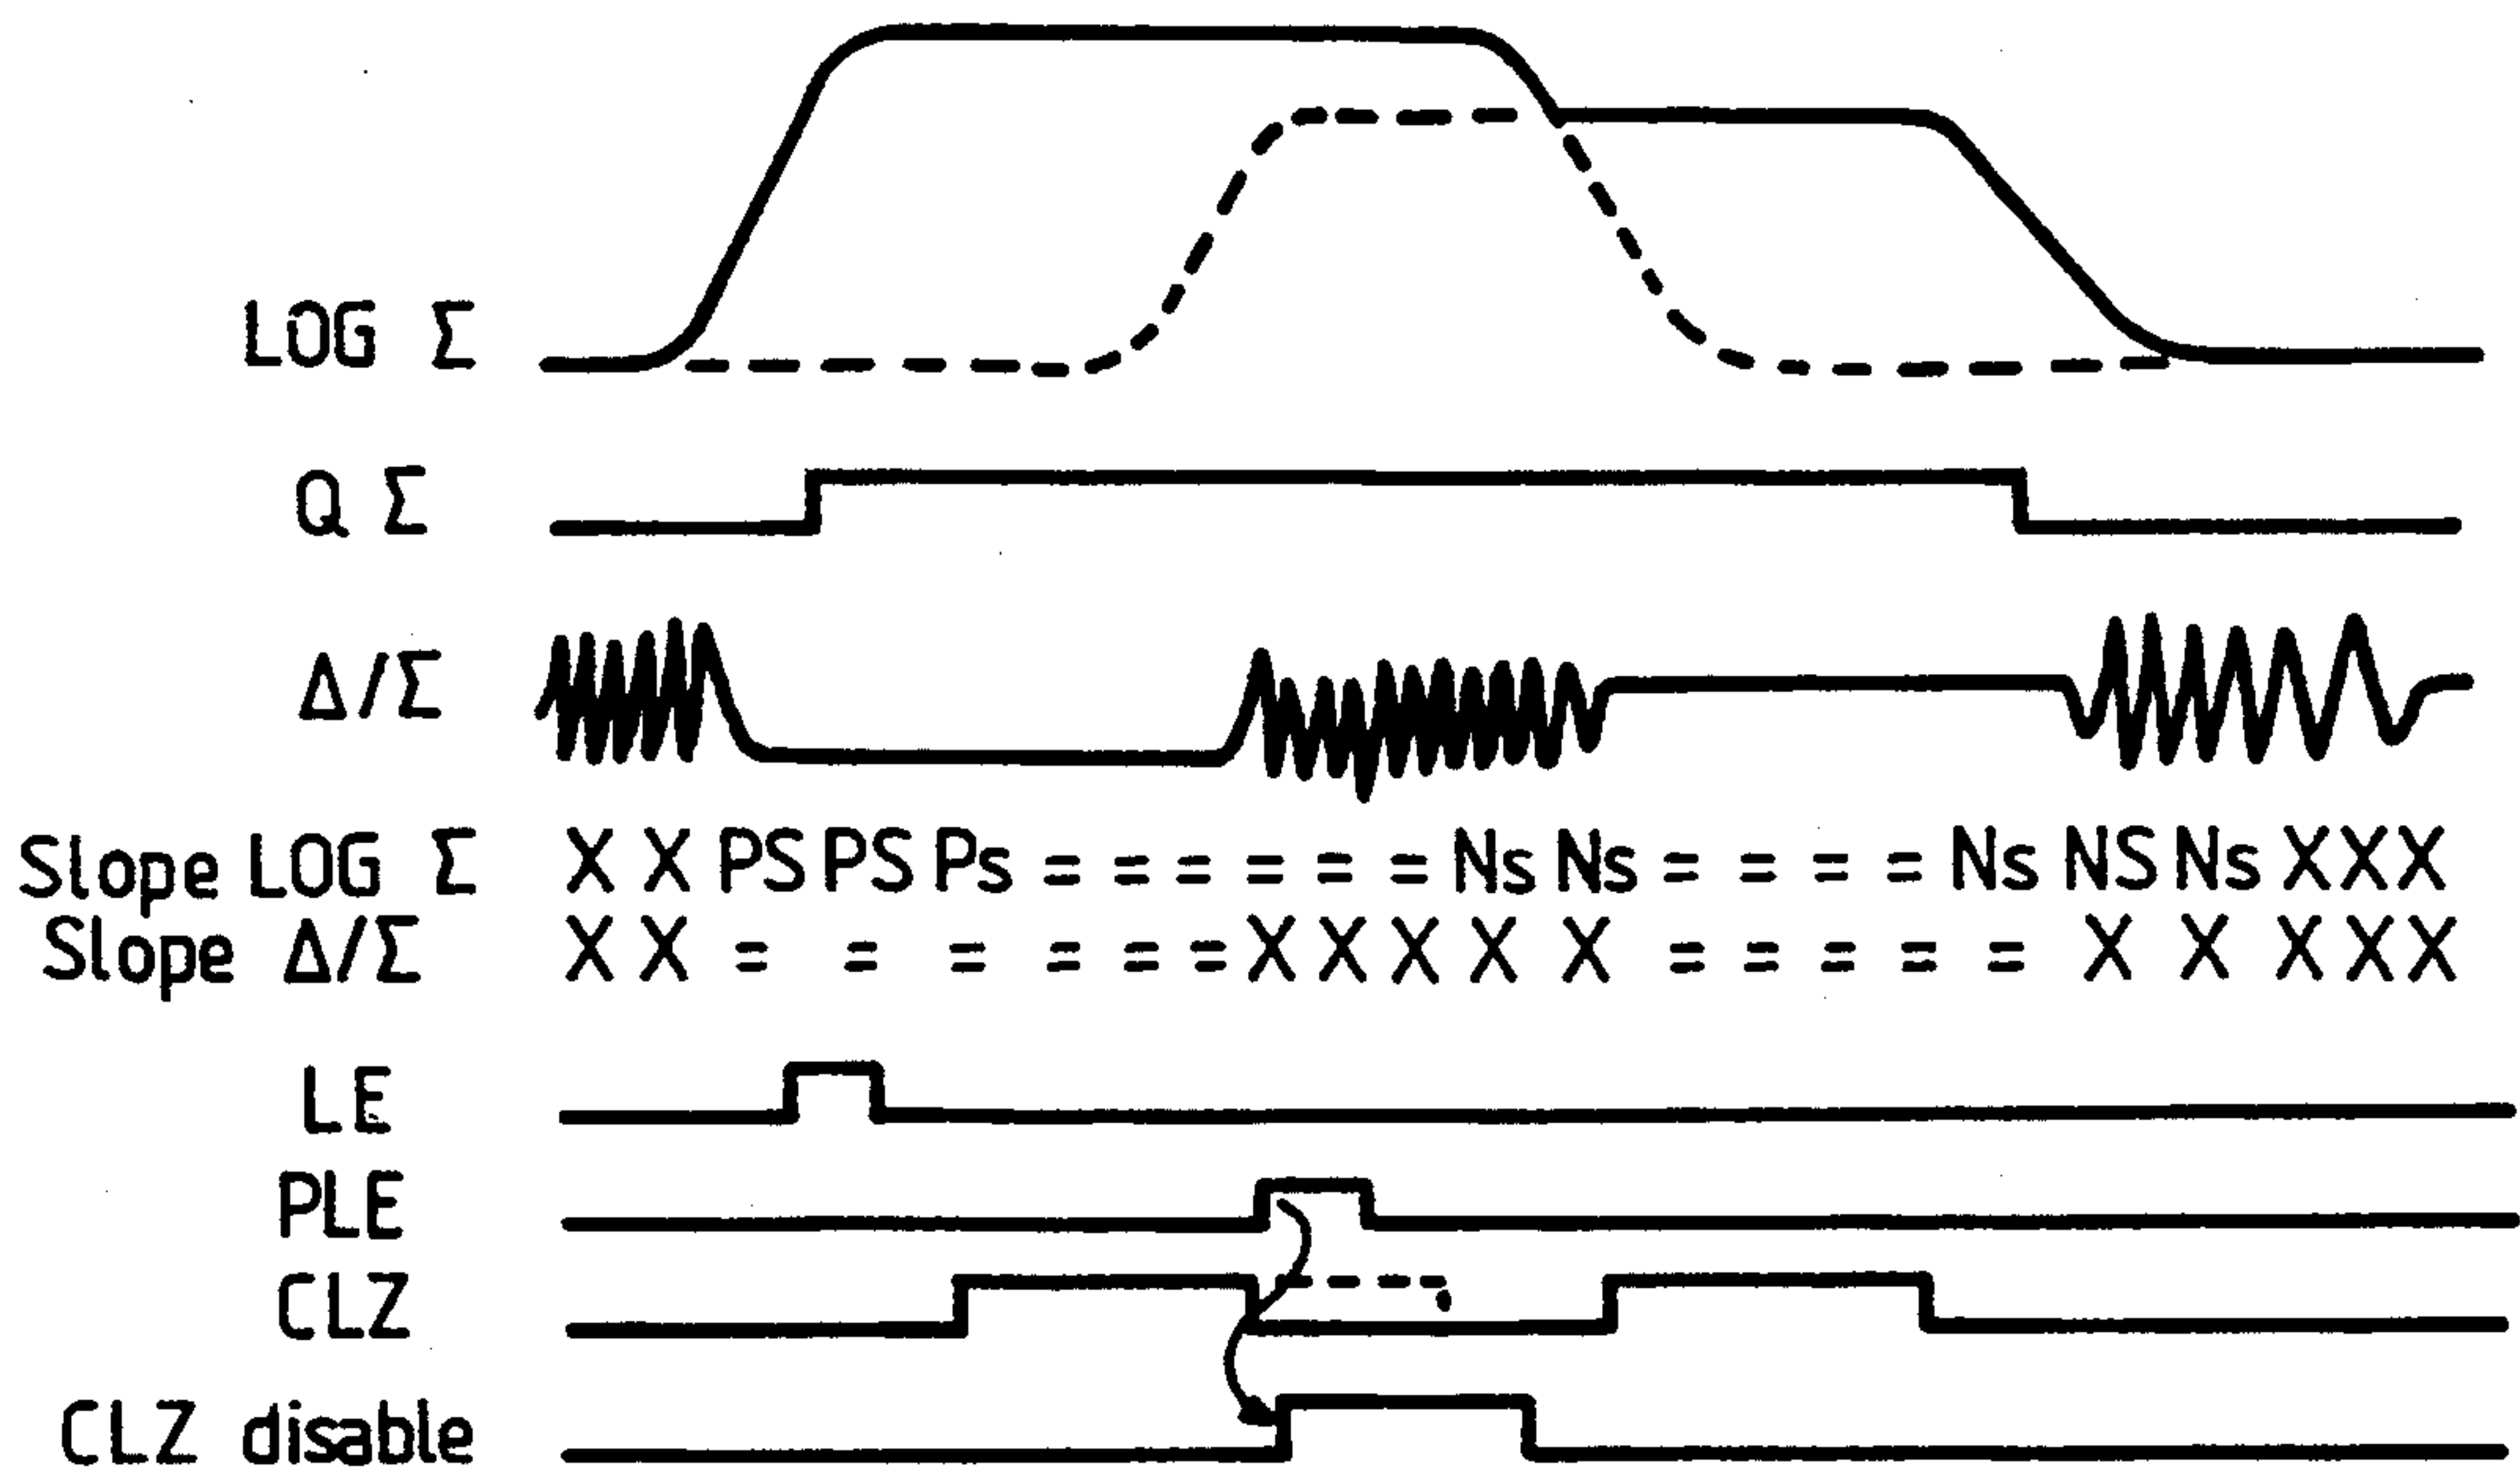 LOG Σ
Q Σ
Δ/Σ
Slope LOG Σ X X PS PS Ps = = = = = = Ns Ns = = = = Ns NS Ns X X X
Slope Δ/Σ X X = = = = = = X X X X X = = = = = X X X X X
LE
PLE
CLZ
CLZ disable